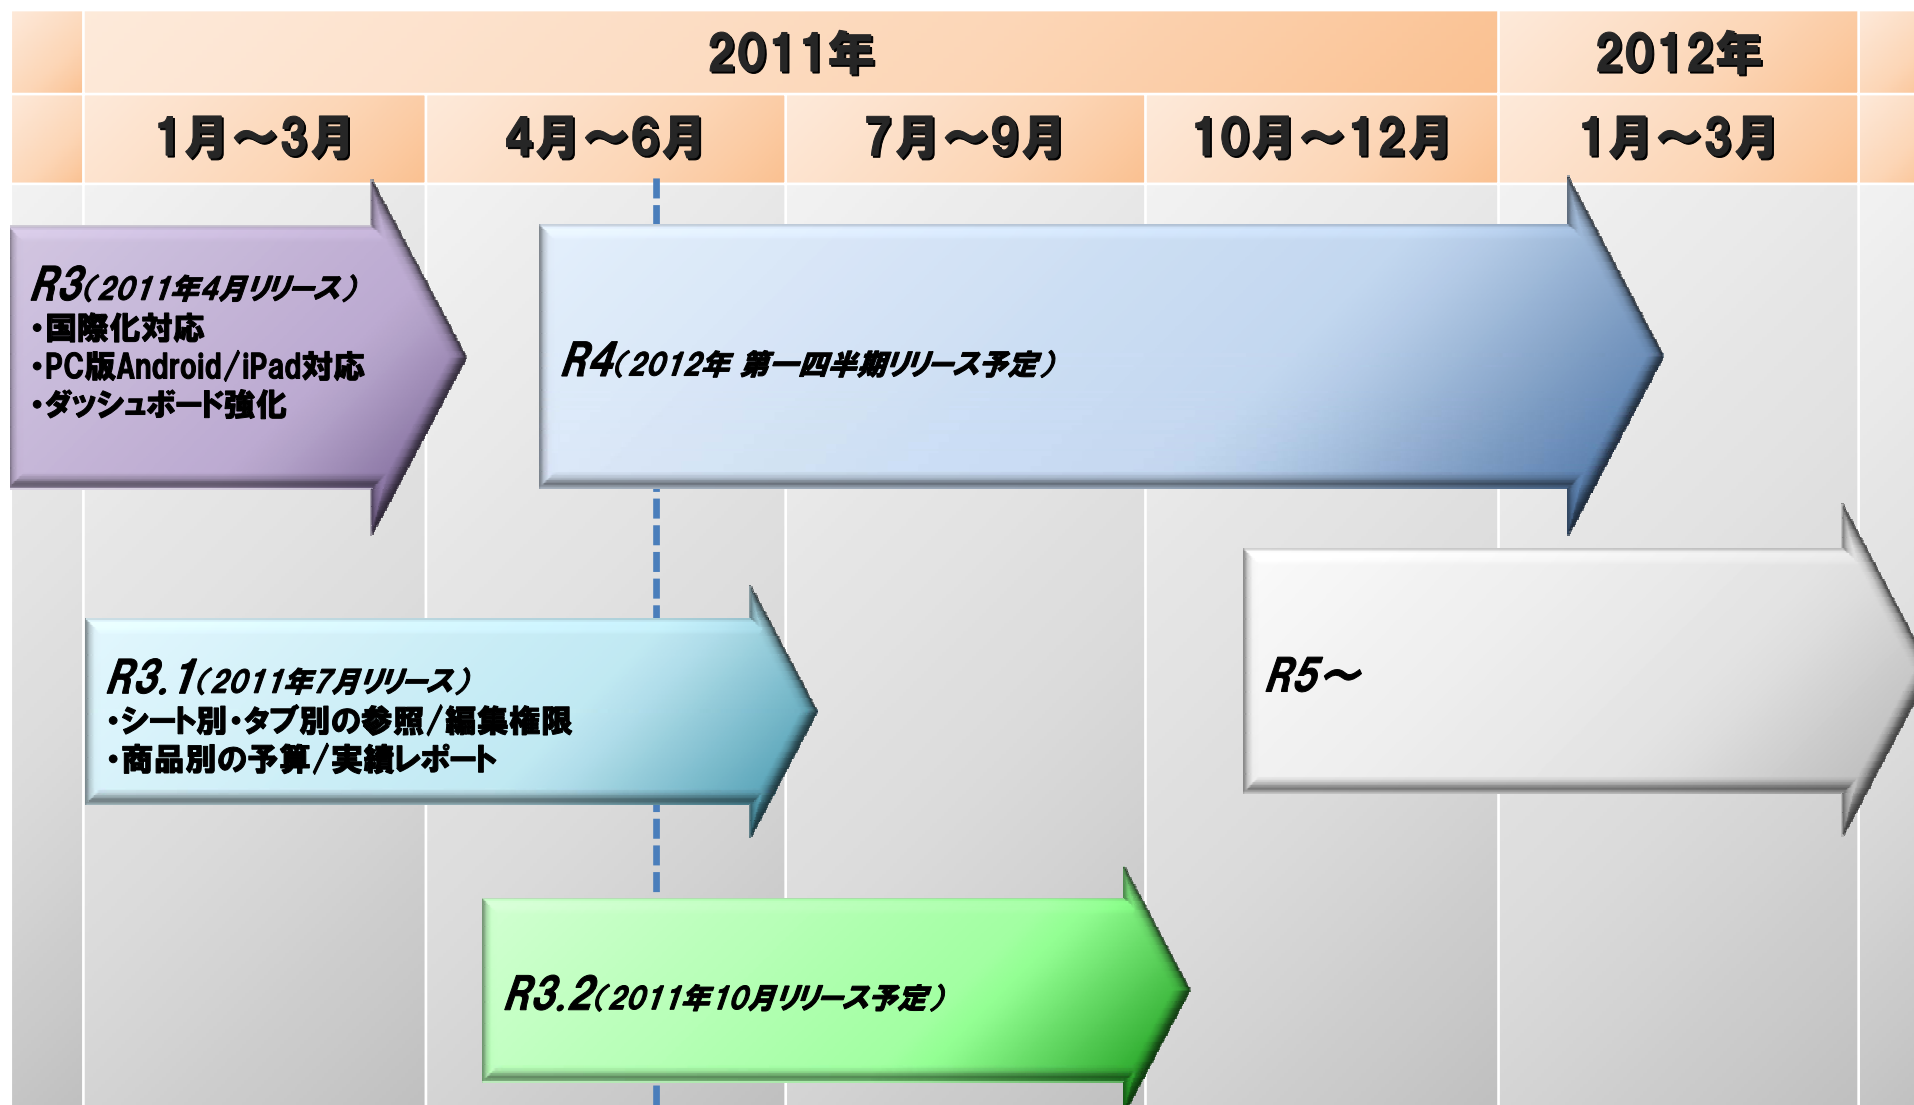 2011年
2012年
1月～3月
4月～6月
7月～9月
10月～12月
1月～3月
R3（2011年4月リリース）
・国際化対応
・PC版Android/iPad対応
・ダッシュボード強化
R4（2012年 第一四半期リリース予定）
R3.1（2011年7月リリース）
・シート別・タブ別の参照/編集権限
・商品別の予算/実績レポート
R5～
R3.2（2011年10月リリース予定）